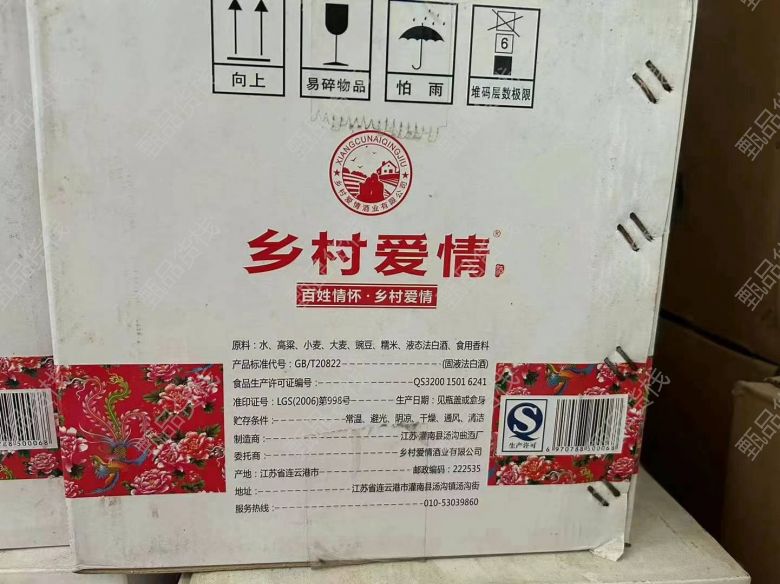 向上
易碎物品
怕雨
6
堆码层数极限
XIANGCUNAIQINGJIU
乡村爱情酒业有限公司
乡村爱情®
百姓情怀·乡村爱情
原料：水、高粱、小麦、大麦、豌豆、糯米、液态法白酒、食用香料
产品标准代号：GB/T20822 (固液法白酒)
食品生产许可证编号： QS3200 1501 6241
准印证号：LGS(2006)第998号 生产日期：见瓶盖或盒身
贮存条件： 常温、避光、阴凉、干燥、通风、清洁
制造商： 江苏灌南县汤沟曲酒厂
委托商： 乡村爱情酒业有限公司
产地：江苏省连云港市 邮政编码：222535
地址： 江苏省连云港市灌南县汤沟镇汤沟街
服务热线： 010-53039860
生产许可
6970788500068
788500068
甄品货栈